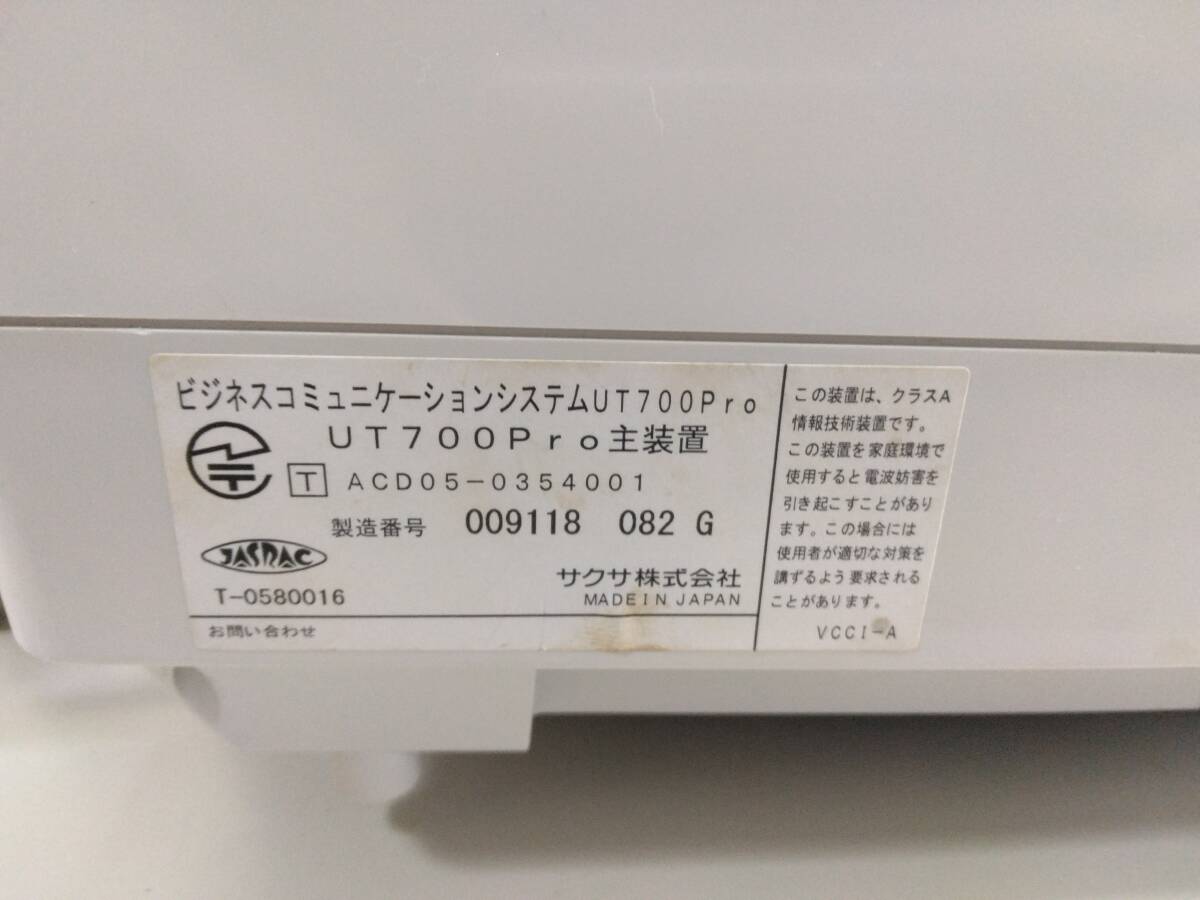 ビジネスコミュニケーションシステムUT700Pro
UT700Pro主装置
T ACD05-0354001
製造番号 009118 082 G
JASRAC
T-0580016
サクサ株式会社
MADE IN JAPAN
お問い合わせ
この装置は、クラスA
情報技術装置です。
この装置を家庭環境で
使用すると電波妨害を
引き起こすことがあり
ます。この場合には
使用者が適切な対策を
講ずるよう要求される
ことがあります。
VCCI-A